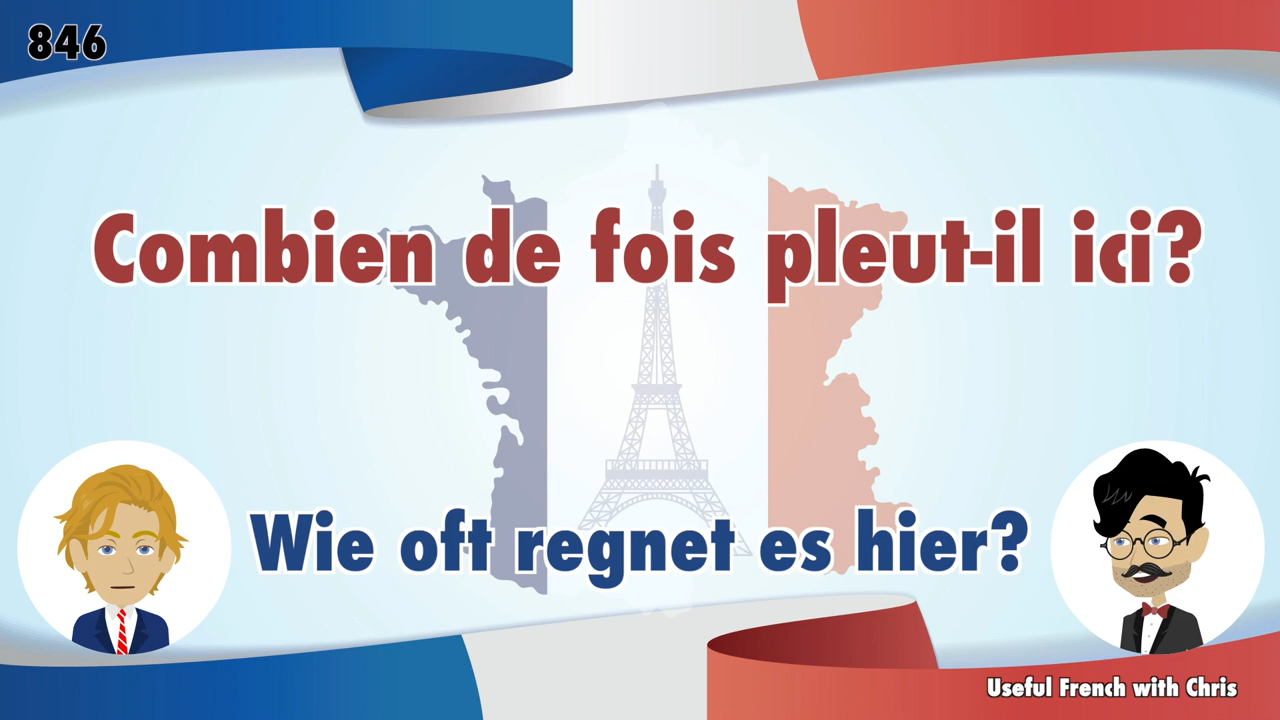 846
Combien de fois pleut-il ici?
Wie oft regnet es hier?
Useful French with Chris